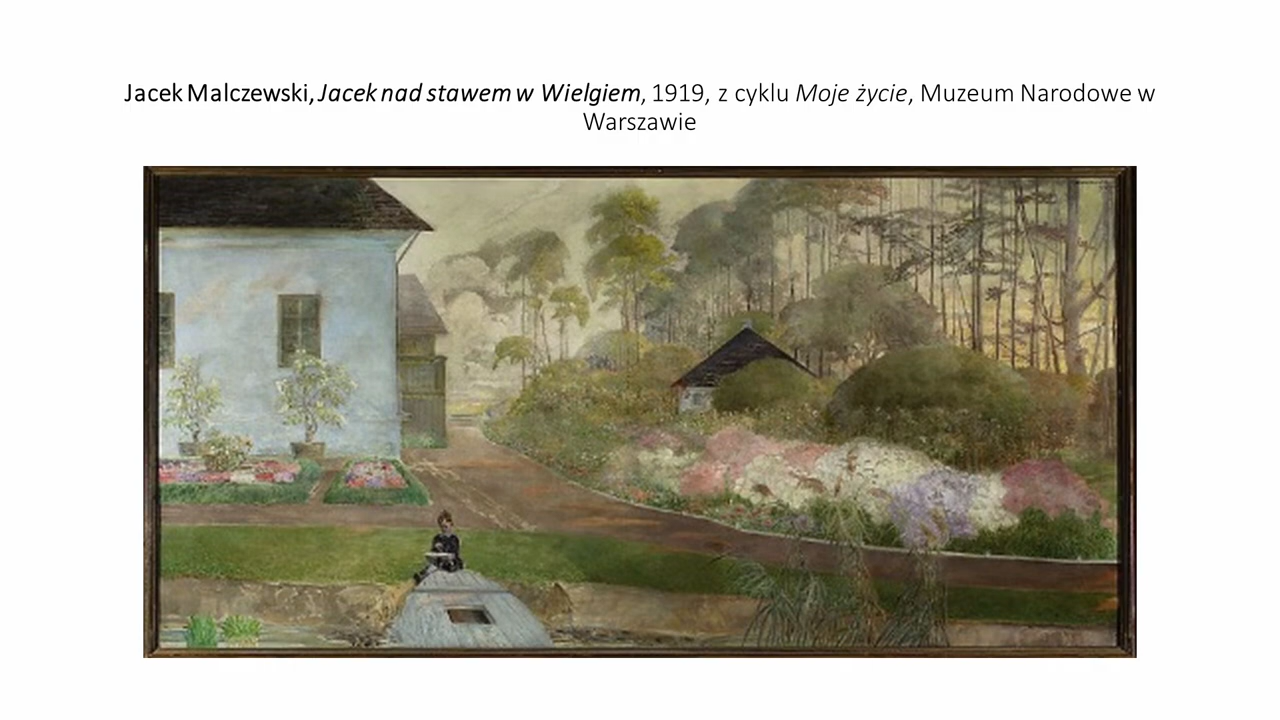 Jacek Malczewski, Jacek nad stawem w Wielgiem, 1919, z cyklu Moje życie, Muzeum Narodowe w
Warszawie